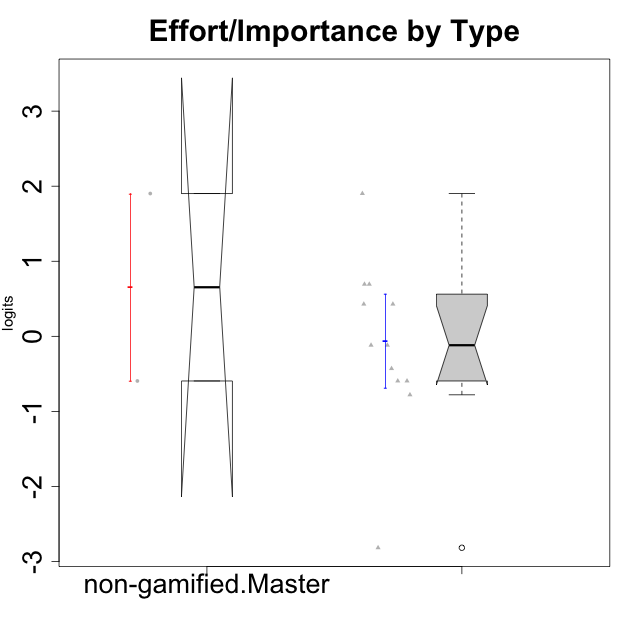 Effort/Importance by Type
3
2
1
0
-1
-2
-3
logits
non-gamified.Master